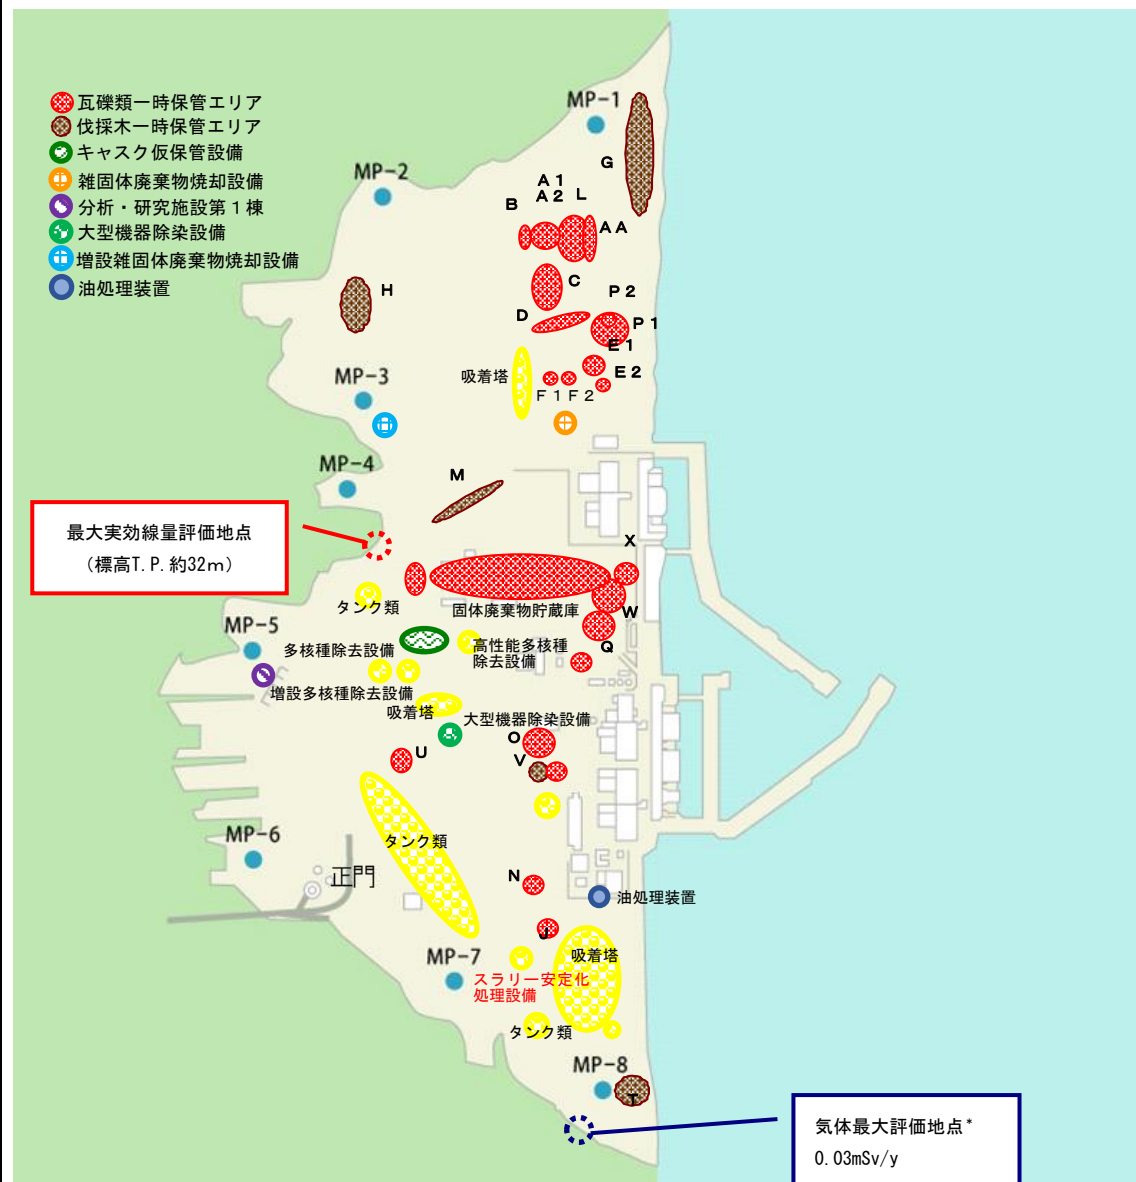 瓦礫類一時保管エリア
伐採木一時保管エリア
キャスク仮保管設備
雑固体廃棄物焼却設備
分析・研究施設第１棟
大型機器除染設備
増設雑固体廃棄物焼却設備
油処理装置
MP-1
G
MP-2
A1
A2
L
B
AA
H
C
P2
D
P1
E1
吸着塔
E2
F1 F2
MP-3
MP-4
M
最大実効線量評価地点
（標高T.P.約32m）
X
タンク類
固体廃棄物貯蔵庫
W
MP-5
多核種除去設備
高性能多核種
除去設備
Q
増設多核種除去設備
吸着塔
大型機器除染設備
O
U
V
タンク類
MP-6
正門
N
油処理装置
J
MP-7
吸着塔
スラリー安定化
処理設備
タンク類
MP-8
T
気体最大評価地点*
0.03mSv/y